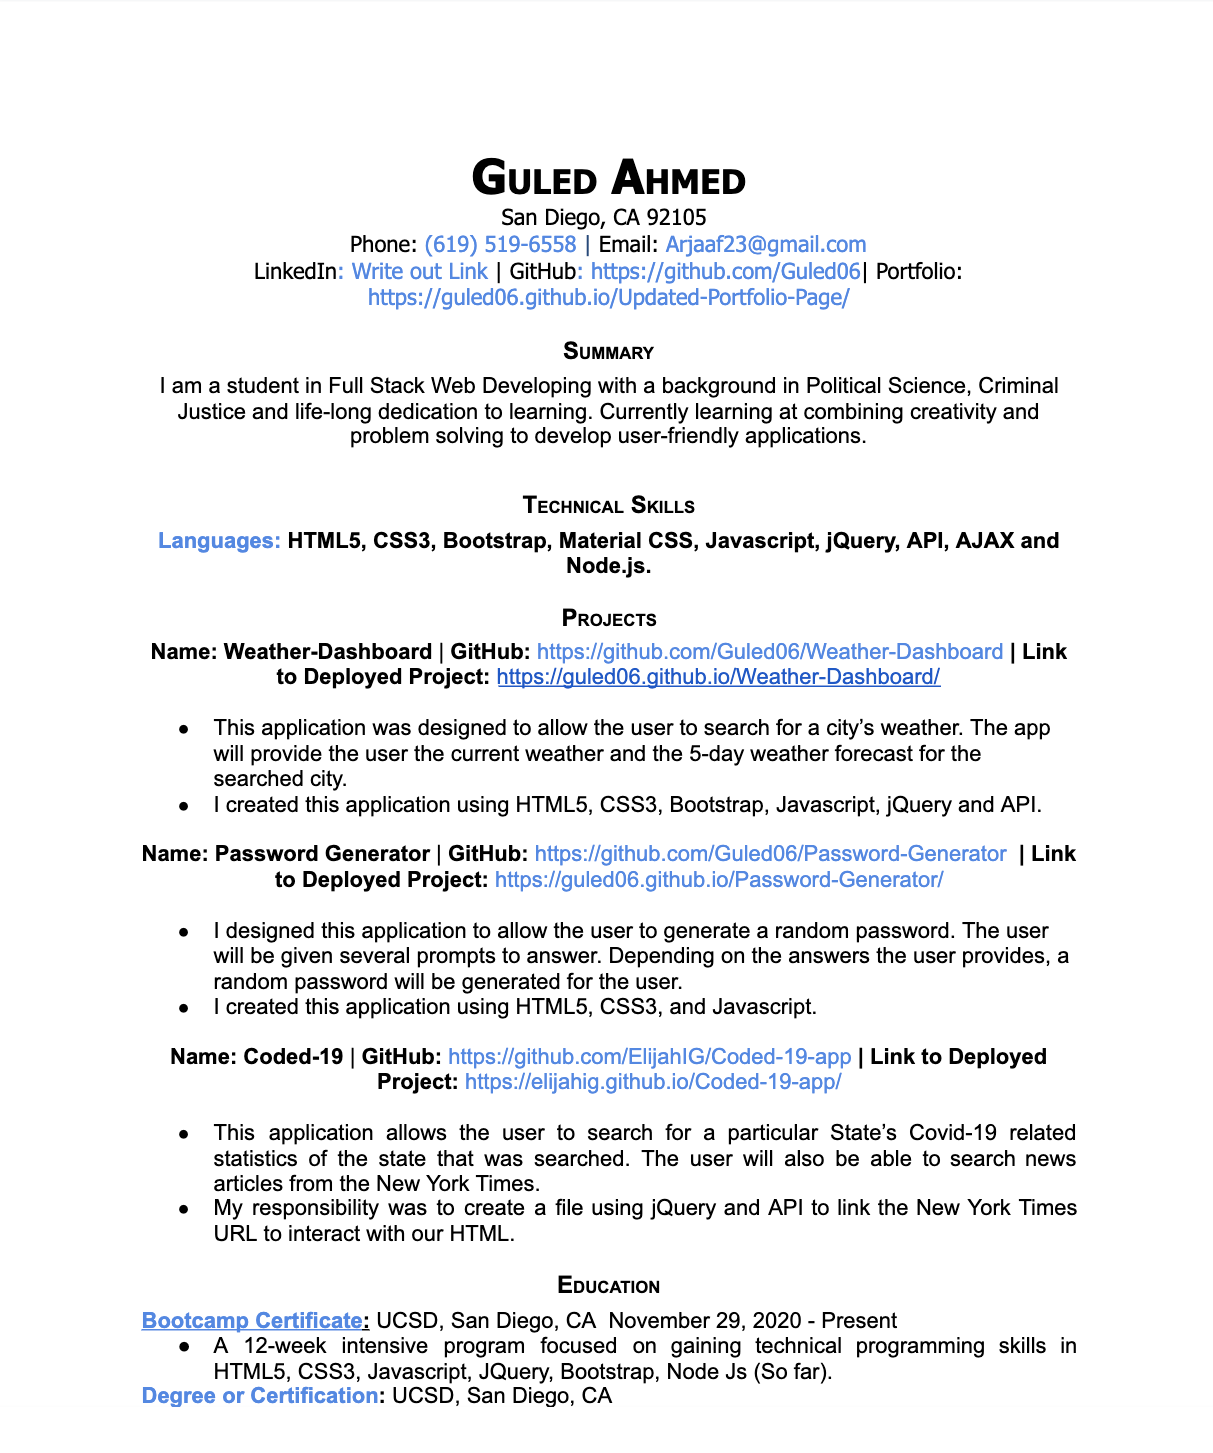 GULED AHMED
San Diego, CA 92105
Phone: (619) 519-6558 | Email: Arjaaf23@gmail.com
LinkedIn: Write out Link | GitHub: https://github.com/Guled06| Portfolio:
https://guled06.github.io/Updated-Portfolio-Page/
SUMMARY
I am a student in Full Stack Web Developing with a background in Political Science, Criminal
Justice and life-long dedication to learning. Currently learning at combining creativity and
problem solving to develop user-friendly applications.
TECHNICAL SKILLS
Languages: HTML5, CSS3, Bootstrap, Material CSS, Javascript, jQuery, API, AJAX and
Node.js.
PROJECTS
Name: Weather-Dashboard | GitHub: https://github.com/Guled06/Weather-Dashboard | Link
to Deployed Project: https://guled06.github.io/Weather-Dashboard/
● This application was designed to allow the user to search for a city’s weather. The app
will provide the user the current weather and the 5-day weather forecast for the
searched city.
● I created this application using HTML5, CSS3, Bootstrap, Javascript, jQuery and API.
Name: Password Generator | GitHub: https://github.com/Guled06/Password-Generator | Link
to Deployed Project: https://guled06.github.io/Password-Generator/
● I designed this application to allow the user to generate a random password. The user
will be given several prompts to answer. Depending on the answers the user provides, a
random password will be generated for the user.
● I created this application using HTML5, CSS3, and Javascript.
Name: Coded-19 | GitHub: https://github.com/ElijahIG/Coded-19-app | Link to Deployed
Project: https://elijahig.github.io/Coded-19-app/
● This application allows the user to search for a particular State’s Covid-19 related
statistics of the state that was searched. The user will also be able to search news
articles from the New York Times.
● My responsibility was to create a file using jQuery and API to link the New York Times
URL to interact with our HTML.
EDUCATION
Bootcamp Certificate: UCSD, San Diego, CA November 29, 2020 - Present
● A 12-week intensive program focused on gaining technical programming skills in
HTML5, CSS3, Javascript, JQuery, Bootstrap, Node Js (So far).
Degree or Certification: UCSD, San Diego, CA